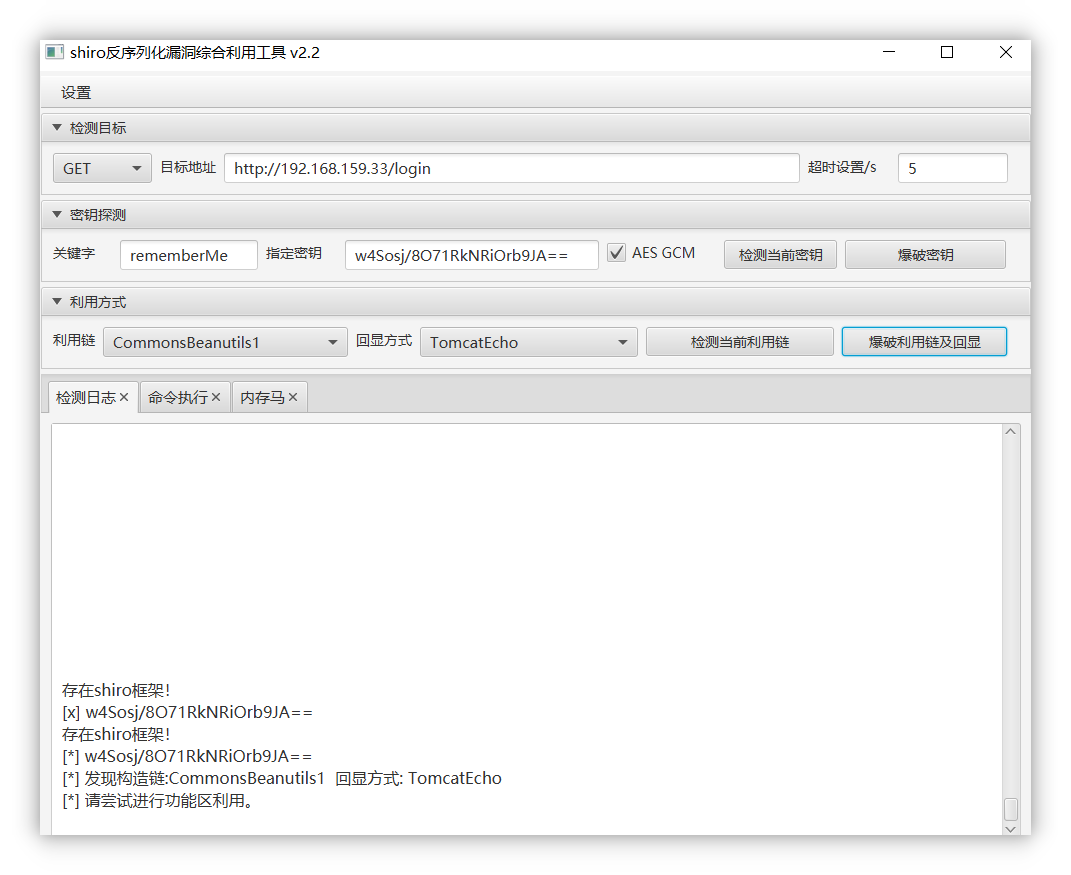 shiro反序列化漏洞综合利用工具 v2.2
设置
检测目标
GET 目标地址 http://192.168.159.33/login 超时设置/s 5
密钥探测
关键字 rememberMe 指定密钥 w4Sosj/8O71RkNRiOrb9JA== AES GCM 检测当前密钥 爆破密钥
利用方式
利用链 CommonsBeanutils1 回显方式 TomcatEcho 检测当前利用链 爆破利用链及回显
检测日志 命令执行 内存马
存在shiro框架！
[x] w4Sosj/8O71RkNRiOrb9JA==
存在shiro框架！
[*] w4Sosj/8O71RkNRiOrb9JA==
[*] 发现构造链:CommonsBeanutils1  回显方式: TomcatEcho
[*] 请尝试进行功能区利用。